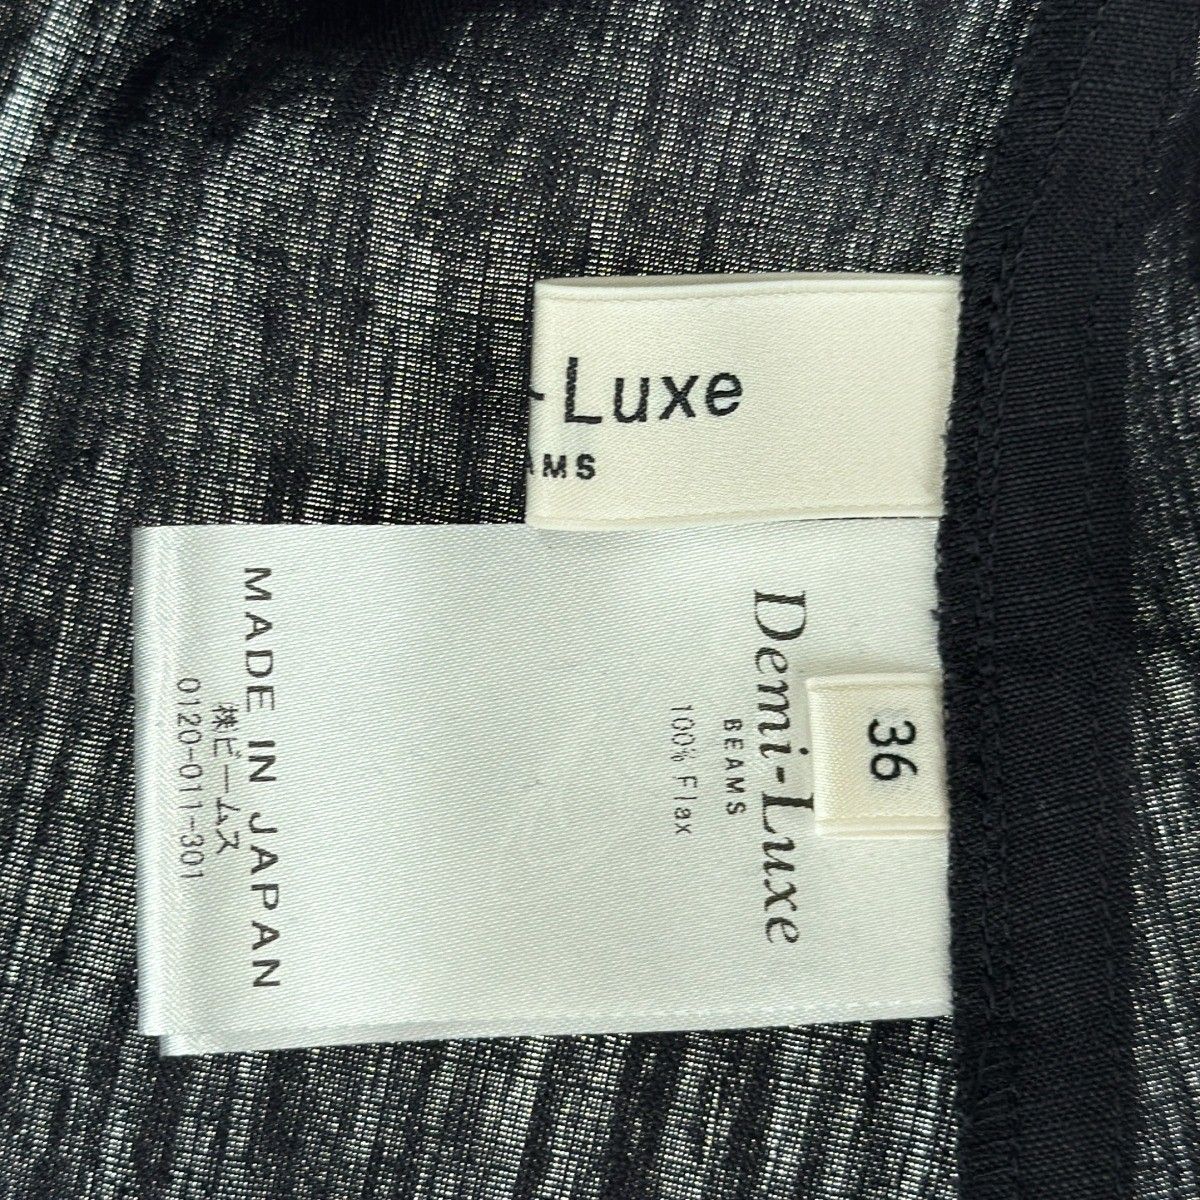 - Luxe
AMS
36
Demi-Luxe
BEAMS
100% Flax
MADE IN JAPAN
㈱ビームス
0120-011-301